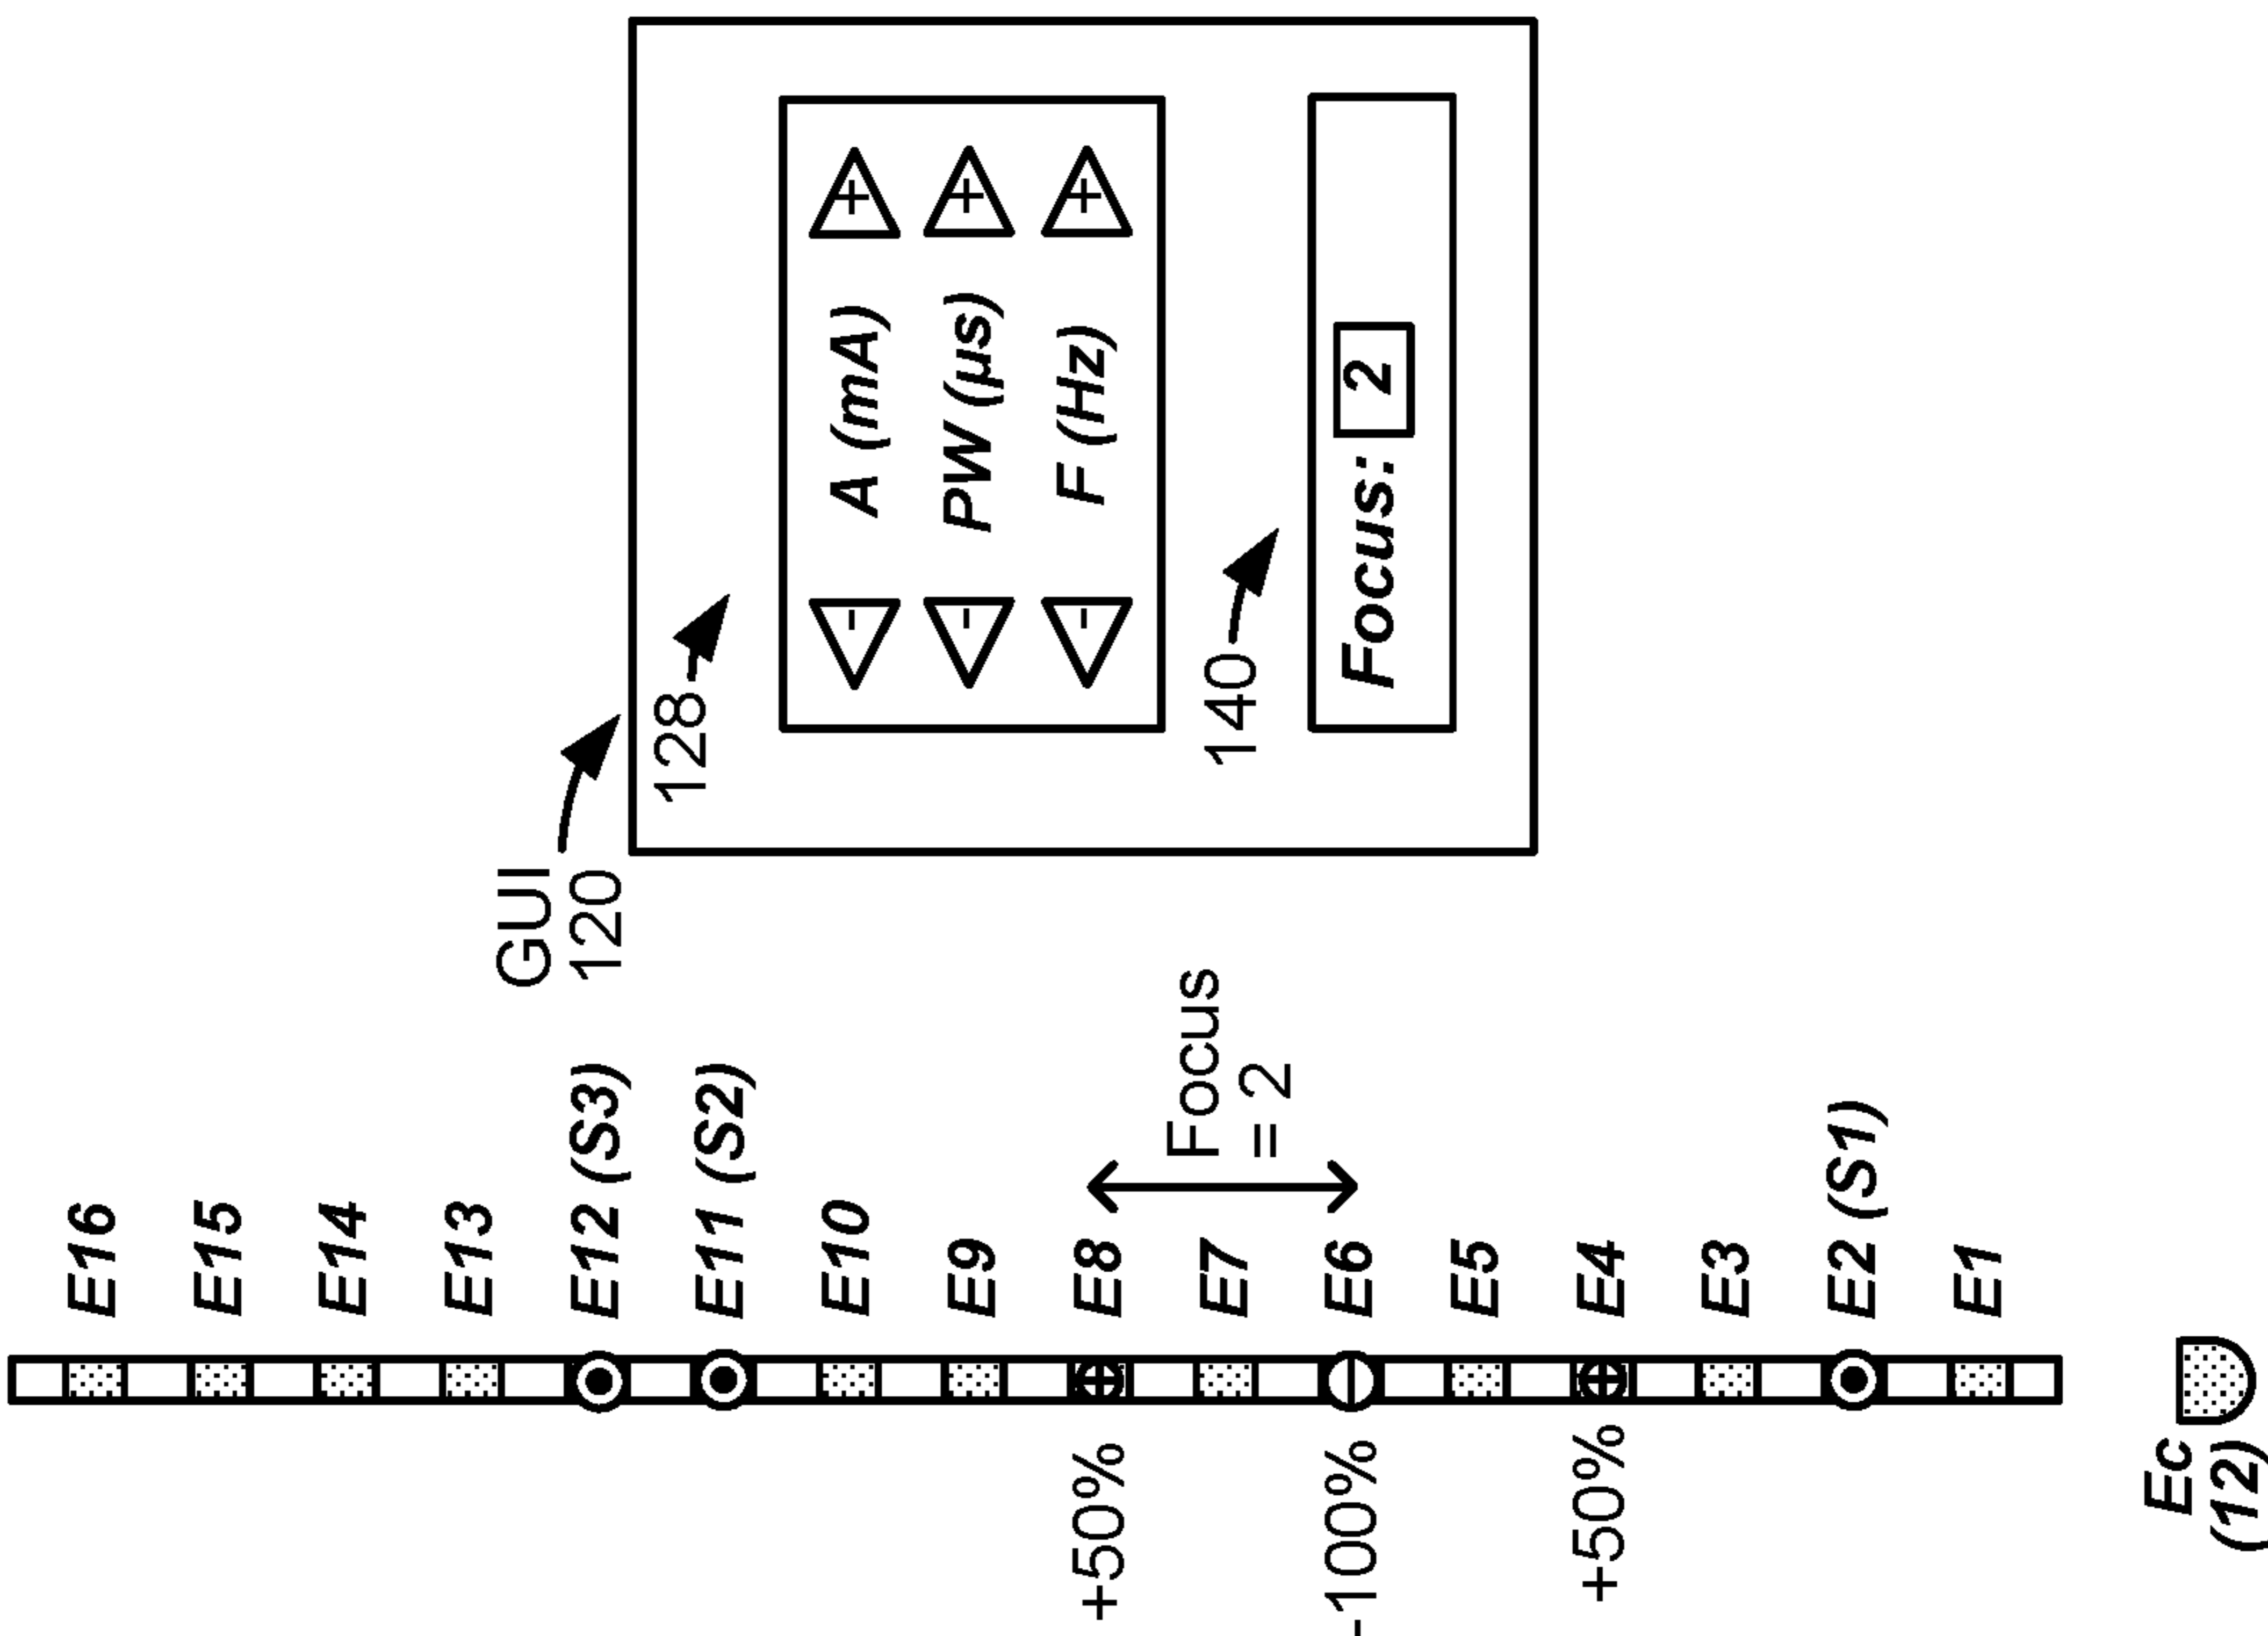 GUI
120
128
- A (mA) +
- PW (µs) +
- F (Hz) +
140
Focus: 2
E16
E15
E14
E13
E12 (S3)
E11 (S2)
E10
E9
E8
E7
E6
E5
E4
E3
E2 (S1)
E1
+50%
-100%
+50%
Focus
= 2
Ec
(12)